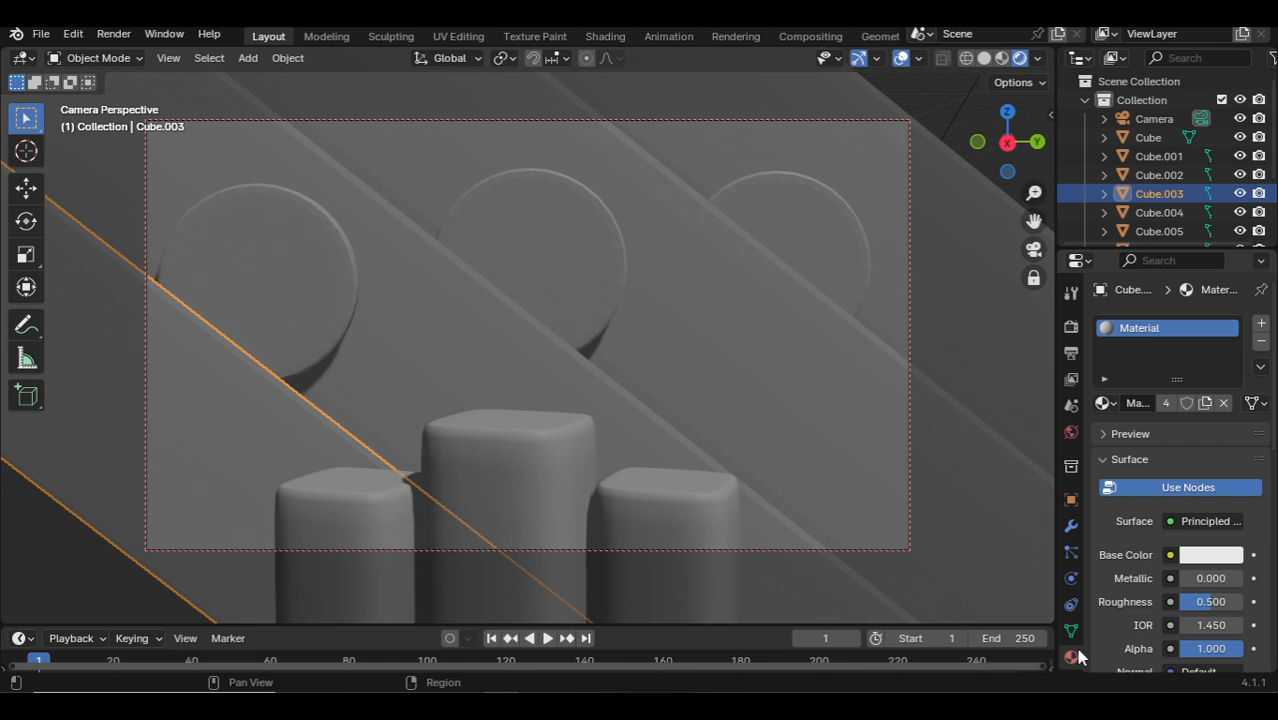 File Edit Render Window Help Layout Modeling Sculpting UV Editing Texture Paint Shading Animation Rendering Compositing Geomet Scene ViewLayer
Object Mode View Select Add Object Global Search
Options
Camera Perspective
(1) Collection | Cube.003
X Y Z
Scene Collection
Collection
Camera
Cube
Cube.001
Cube.002
Cube.003
Cube.004
Cube.005
Search
Cube.... > Mater...
Material
Ma... 4
Preview
Surface
Use Nodes
Surface Principled ...
Base Color
Metallic 0.000
Roughness 0.500
IOR 1.450
Alpha 1.000
Playback Keying View Marker 1 Start 1 End 250
1 20 40 60 80 100 120 140 160 180 200 220 240
Pan View Region 4.1.1